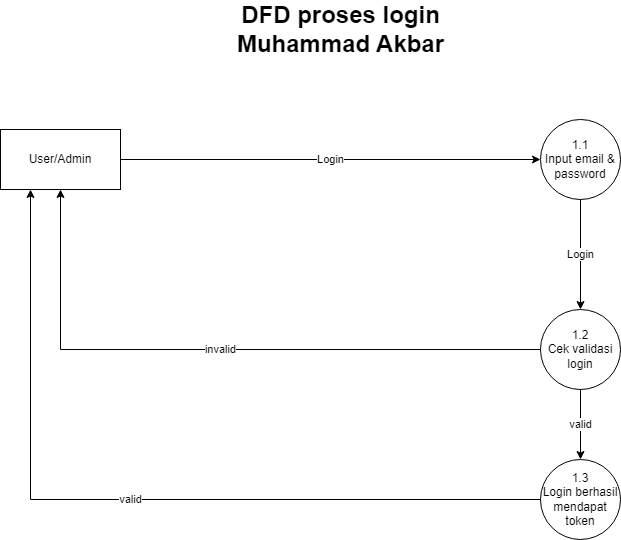 DFD proses login
Muhammad Akbar
User/Admin
Login
1.1
Input email &
password
Login
1.2
Cek validasi
login
invalid
valid
1.3
Login berhasil
mendapat
token
valid